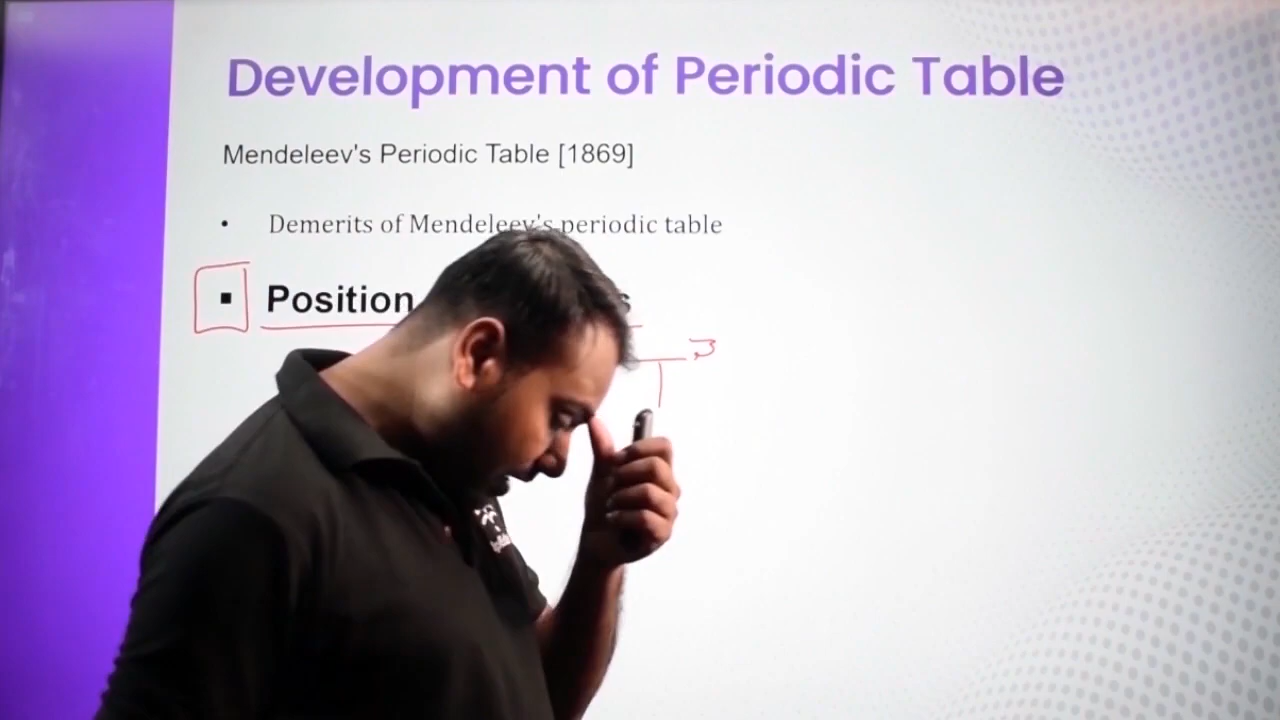 Development of Periodic Table
Mendeleev's Periodic Table [1869]
• Demerits of Mendeleev's periodic table
▪ Position